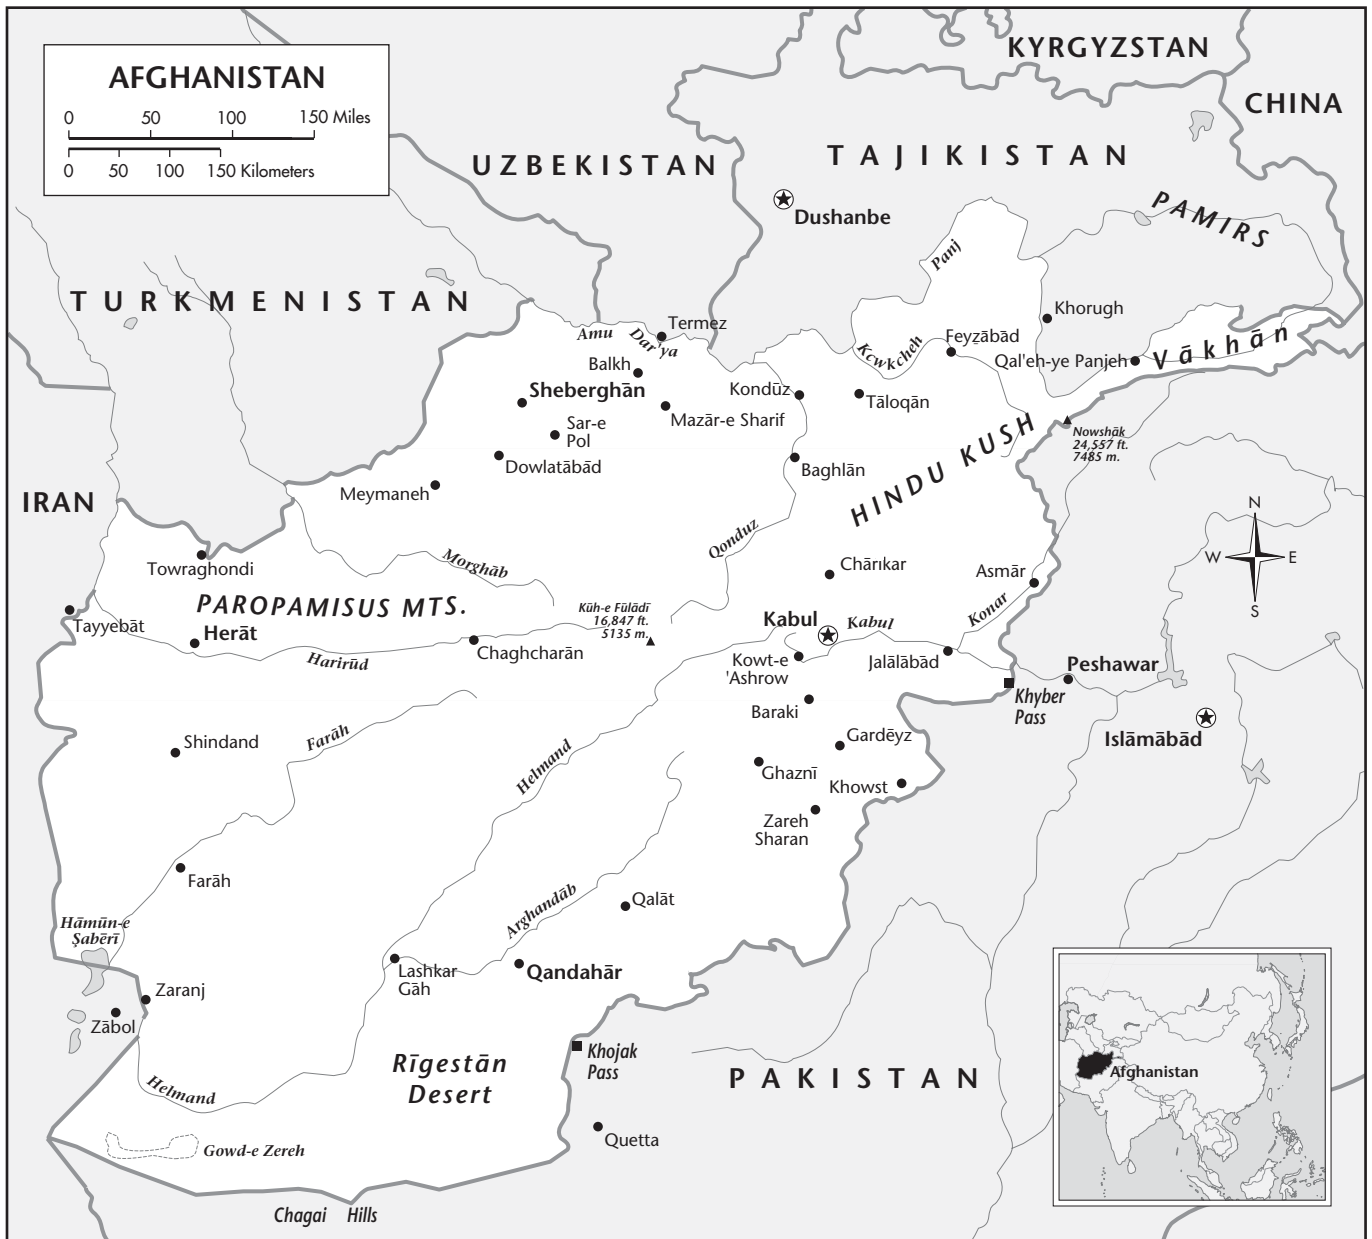 AFGHANISTAN
0 50 100 150 Miles
0 50 100 150 Kilometers
KYRGYZSTAN
CHINA
UZBEKISTAN
TAJIKISTAN
Dushanbe
PAMIRS
Panj
TURKMENISTAN
Khorugh
Termez
Amu Dar'ya
Kcwkcheh
Feyẕābād
Qal'eh-ye Panjeh
Vākhān
Balkh
Sheberghān
Kondūz
Tāloqān
Mazār-e Sharif
Sar-e
Pol
Nowshāk
24,557 ft.
7485 m.
HINDU KUSH
Dowlatābād
Baghlān
Meymaneh
IRAN
N
W E
S
Qonduz
Morghāb
Towraghondi
Chārıkar
Asmār
PAROPAMISUS MTS.
Kūh-e Fūlādī
16,847 ft.
5135 m.
Konar
Tayyebāt
Herāt
Kabul
Kabul
Harirūd
Chaghcharān
Kowt-e
'Ashrow
Jalālābād
Peshawar
Khyber
Pass
Baraki
Islāmābād
Shindand
Farāh
Gardēyz
Helmand
Ghaznī
Khowst
Zareh
Sharan
Farāh
Arghandāb
Qalāt
Hāmūn-e
Şabērī
Lashkar
Gāh
Qandahār
Zaranj
Zābol
Rīgestān
Desert
Khojak
Pass
PAKISTAN
Afghanistan
Helmand
Quetta
Gowd-e Zereh
Chagai Hills